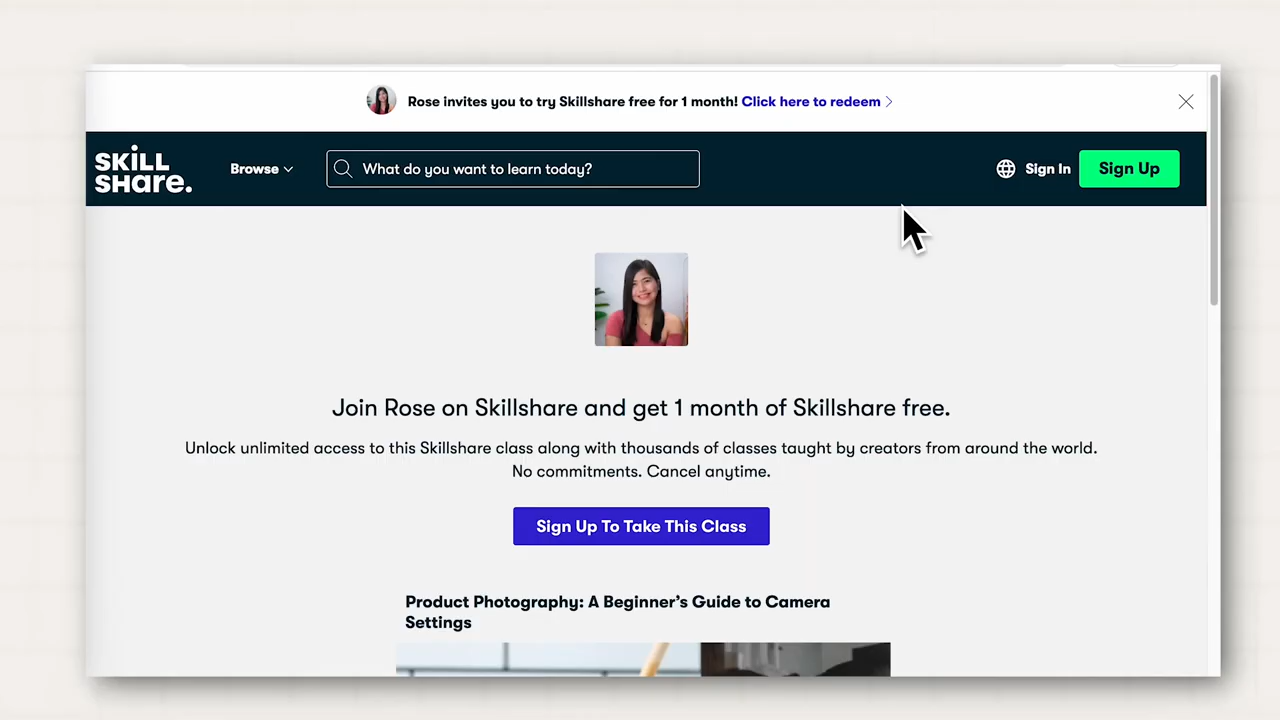 Rose invites you to try Skillshare free for 1 month! Click here to redeem
SKILL
SHARE.
Browse
What do you want to learn today?
Sign In
Sign Up
Join Rose on Skillshare and get 1 month of Skillshare free.
Unlock unlimited access to this Skillshare class along with thousands of classes taught by creators from around the world.
No commitments. Cancel anytime.
Sign Up To Take This Class
Product Photography: A Beginner’s Guide to Camera
Settings